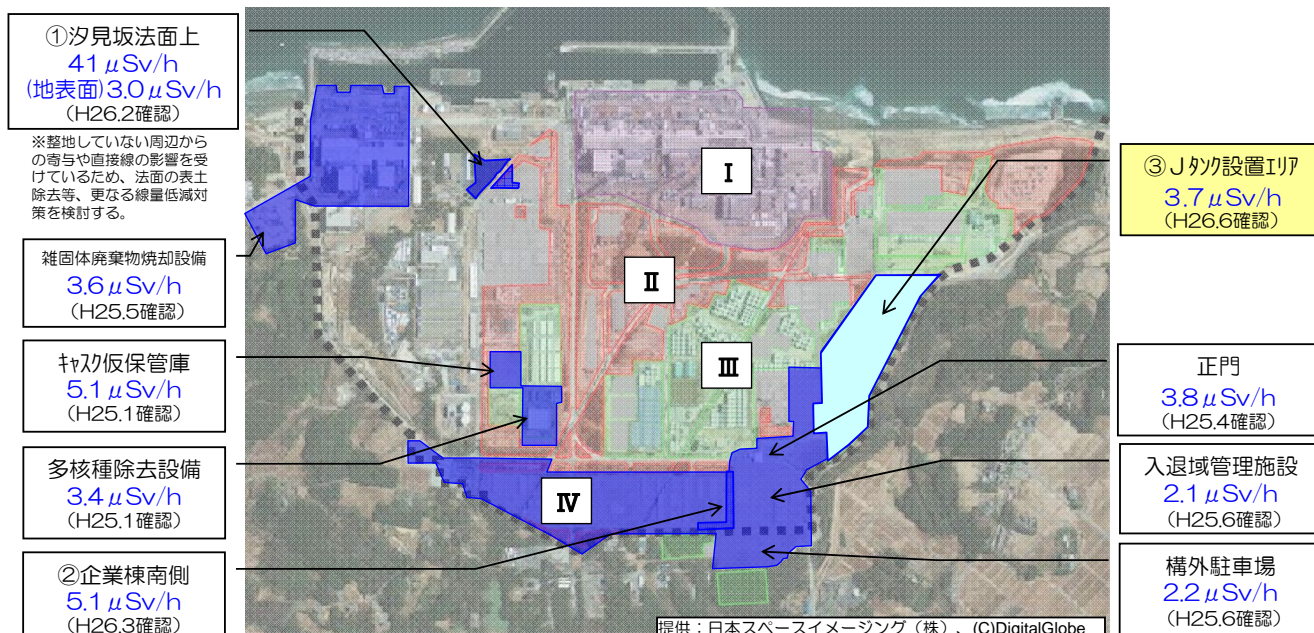 ①汐見坂法面上
41μSv/h
(地表面)3.0μSv/h
(H26.2確認)
※整地していない周辺から
の寄与や直接線の影響を受
けているため、法面の表土
除去等、更なる線量低減対
策を検討する。
雑固体廃棄物焼却設備
3.6μSv/h
(H25.5確認)
ｷｬｽｸ仮保管庫
5.1μSv/h
(H25.1確認)
多核種除去設備
3.4μSv/h
(H25.1確認)
②企業棟南側
5.1μSv/h
(H26.3確認)
Ⅰ
Ⅱ
Ⅲ
Ⅳ
③Jﾀﾝｸ設置ｴﾘｱ
3.7μSv/h
(H26.6確認)
正門
3.8μSv/h
(H25.4確認)
入退域管理施設
2.1μSv/h
(H25.6確認)
構外駐車場
2.2μSv/h
(H25.6確認)
提供：日本スペースイメージング（株）、(C)DigitalGlobe